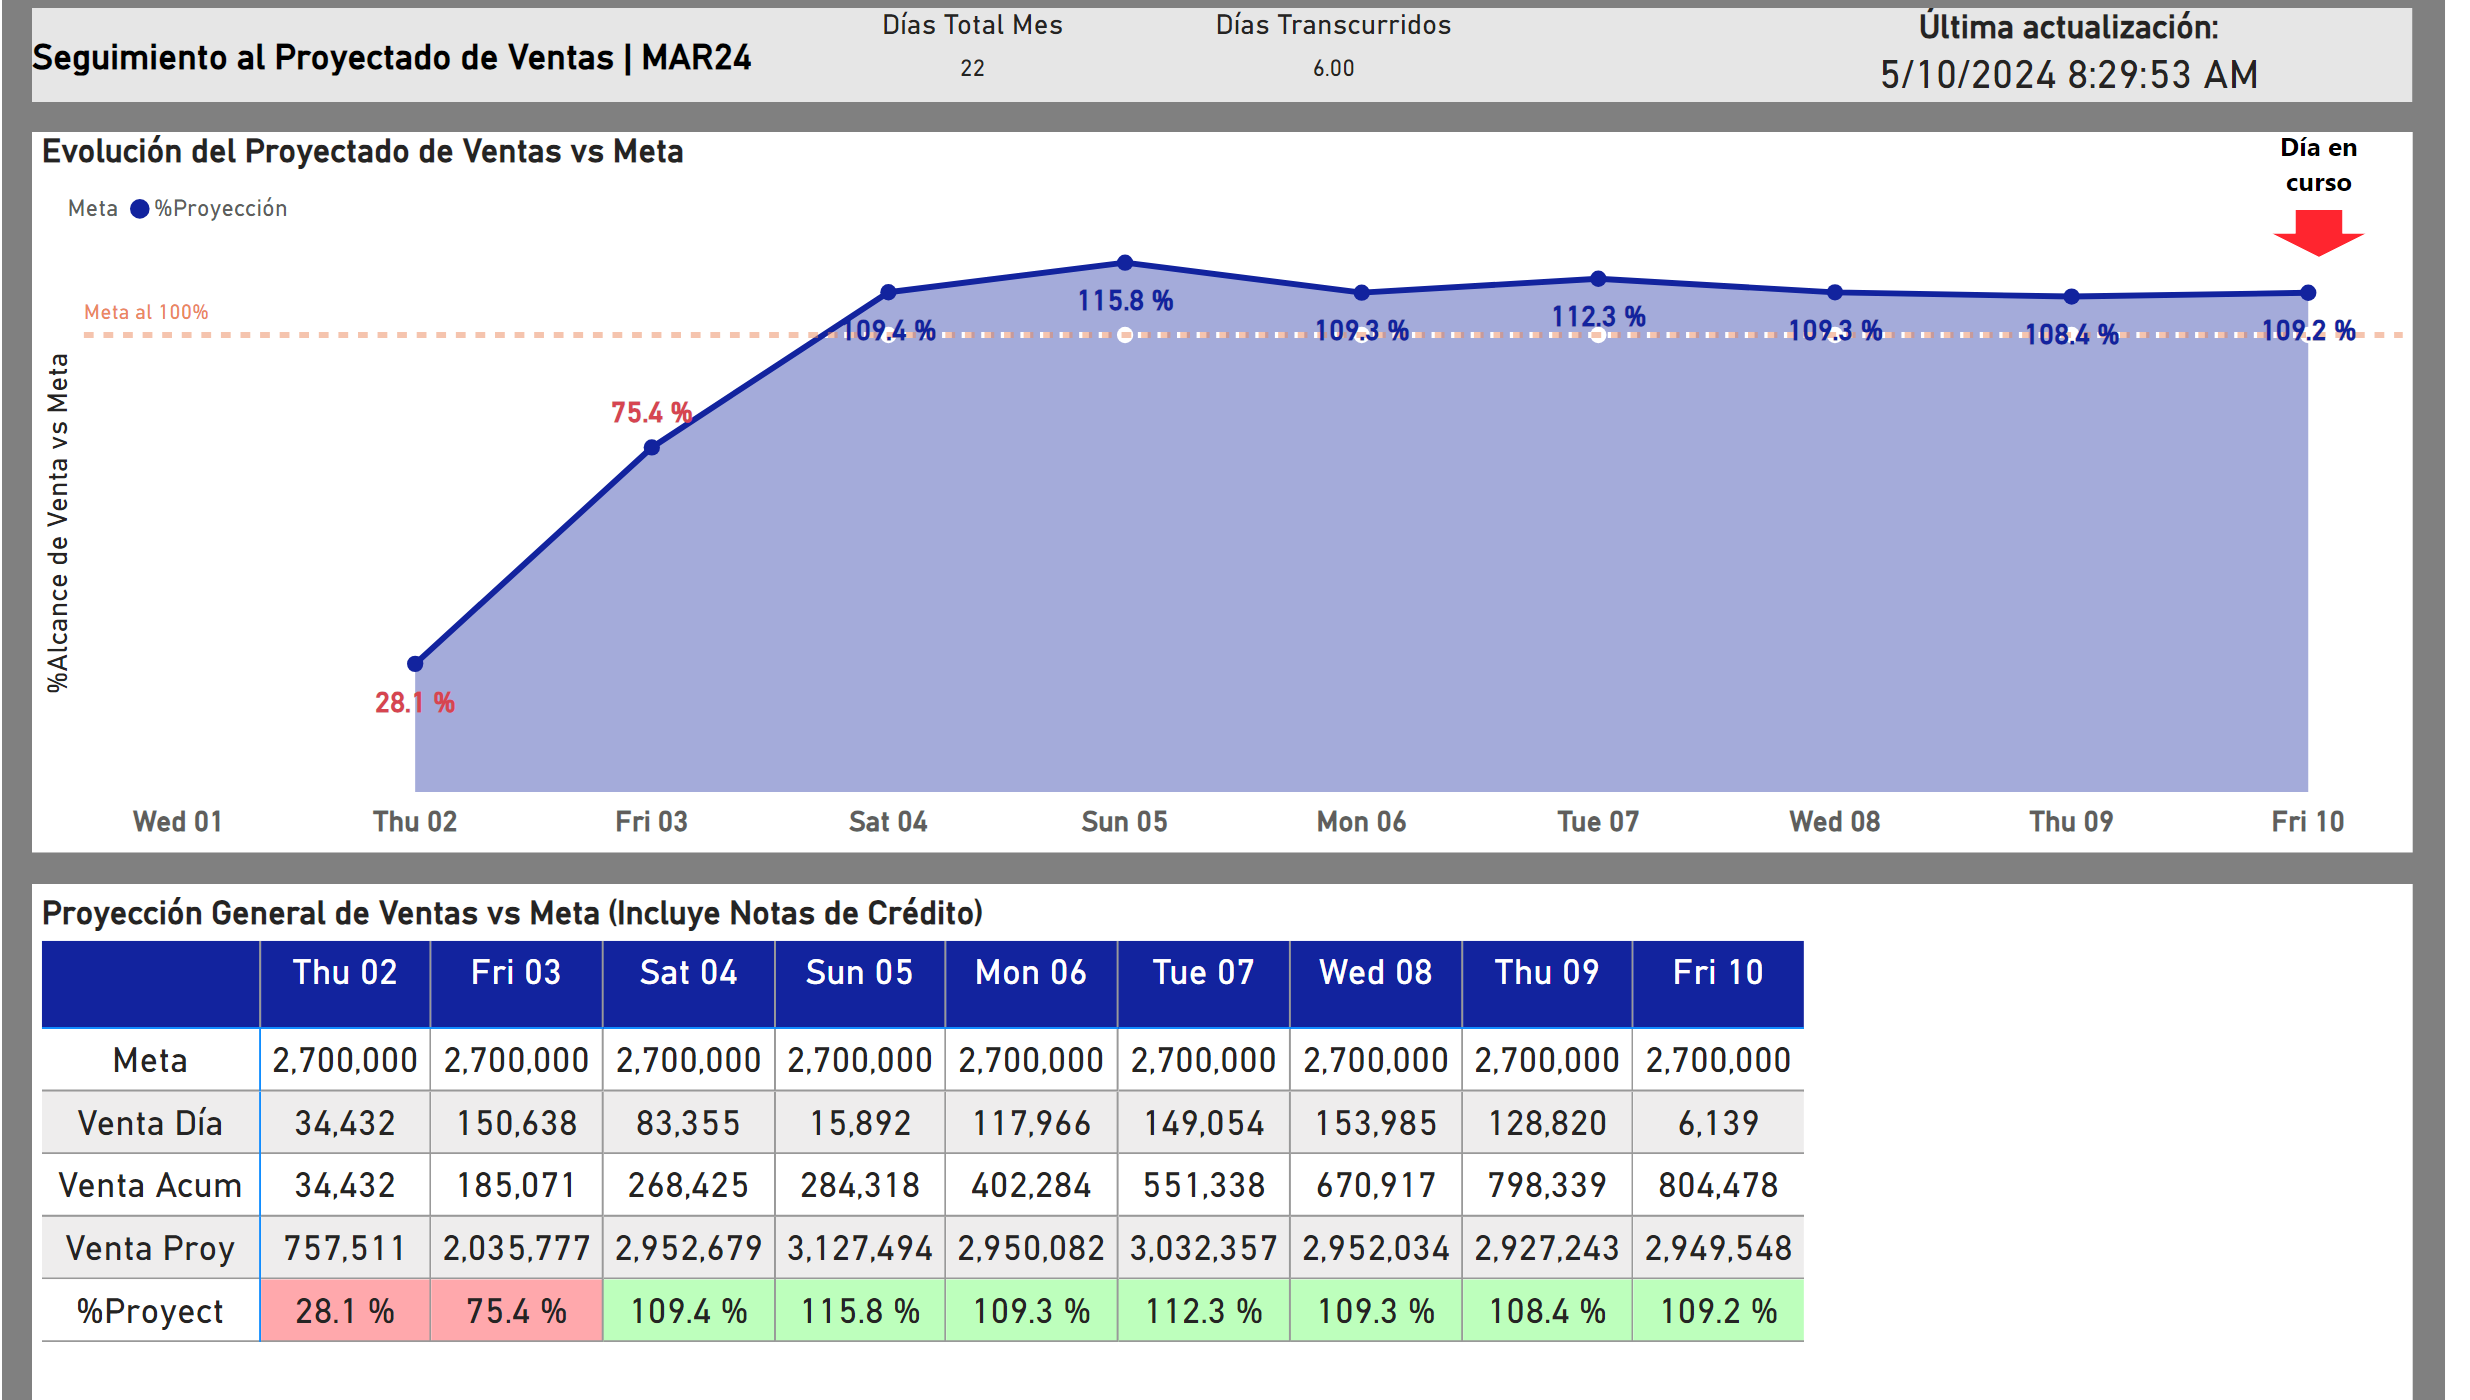 Seguimiento al Proyectado de Ventas | MAR24
Días Total Mes
22
Días Transcurridos
6.00
Última actualización:
5/10/2024 8:29:53 AM
Evolución del Proyectado de Ventas vs Meta
Día en
curso
Meta %Proyección
Meta al 100%
%Alcance de Venta vs Meta
28.1 %
75.4 %
109.4 %
115.8 %
109.3 %
112.3 %
109.3 %
108.4 %
109.2 %
Wed 01 Thu 02 Fri 03 Sat 04 Sun 05 Mon 06 Tue 07 Wed 08 Thu 09 Fri 10
Proyección General de Ventas vs Meta (Incluye Notas de Crédito)
Thu 02 Fri 03 Sat 04 Sun 05 Mon 06 Tue 07 Wed 08 Thu 09 Fri 10
Meta 2,700,000 2,700,000 2,700,000 2,700,000 2,700,000 2,700,000 2,700,000 2,700,000 2,700,000
Venta Día 34,432 150,638 83,355 15,892 117,966 149,054 153,985 128,820 6,139
Venta Acum 34,432 185,071 268,425 284,318 402,284 551,338 670,917 798,339 804,478
Venta Proy 757,511 2,035,777 2,952,679 3,127,494 2,950,082 3,032,357 2,952,034 2,927,243 2,949,548
%Proyect 28.1 % 75.4 % 109.4 % 115.8 % 109.3 % 112.3 % 109.3 % 108.4 % 109.2 %